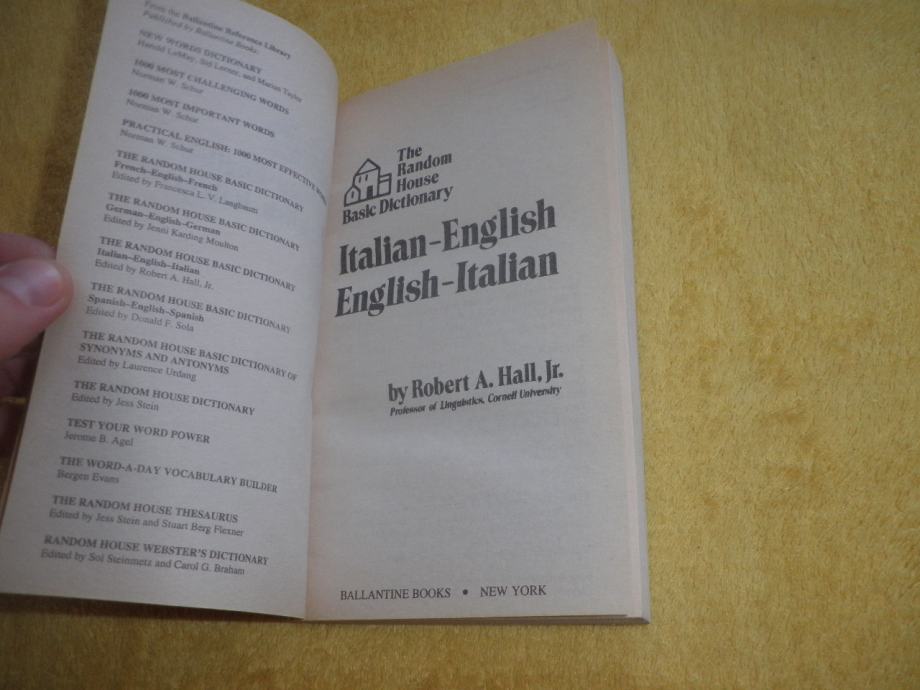 From the Ballantine Reference Library
Published by Ballantine Books:
NEW WORDS DICTIONARY
Harold LeMay, Sid Lerner, and Marian Taylor
1000 MOST CHALLENGING WORDS
Norman W. Schur
1000 MOST IMPORTANT WORDS
Norman W. Schur
PRACTICAL ENGLISH: 1000 MOST EFFECTIVE
Norman W. Schur
THE RANDOM HOUSE BASIC DICTIONARY
French–English–French
Edited by Francesca L. V. Langbaum
THE RANDOM HOUSE BASIC DICTIONARY
German–English–German
Edited by Jenni Karding Moulton
THE RANDOM HOUSE BASIC DICTIONARY
Italian–English–Italian
Edited by Robert A. Hall, Jr.
THE RANDOM HOUSE BASIC DICTIONARY
Spanish–English–Spanish
Edited by Donald F. Sola
THE RANDOM HOUSE BASIC DICTIONARY OF
SYNONYMS AND ANTONYMS
Edited by Laurence Urdang
THE RANDOM HOUSE DICTIONARY
Edited by Jess Stein
TEST YOUR WORD POWER
Jerome B. Agel
THE WORD-A-DAY VOCABULARY BUILDER
Bergen Evans
THE RANDOM HOUSE THESAURUS
Edited by Jess Stein and Stuart Berg Flexner
RANDOM HOUSE WEBSTER'S DICTIONARY
Edited by Sol Steinmetz and Carol G. Braham
The
Random
House
Basic Dictionary
Italian–English
English–Italian
by Robert A. Hall, Jr.
Professor of Linguistics, Cornell University
BALLANTINE BOOKS • NEW YORK